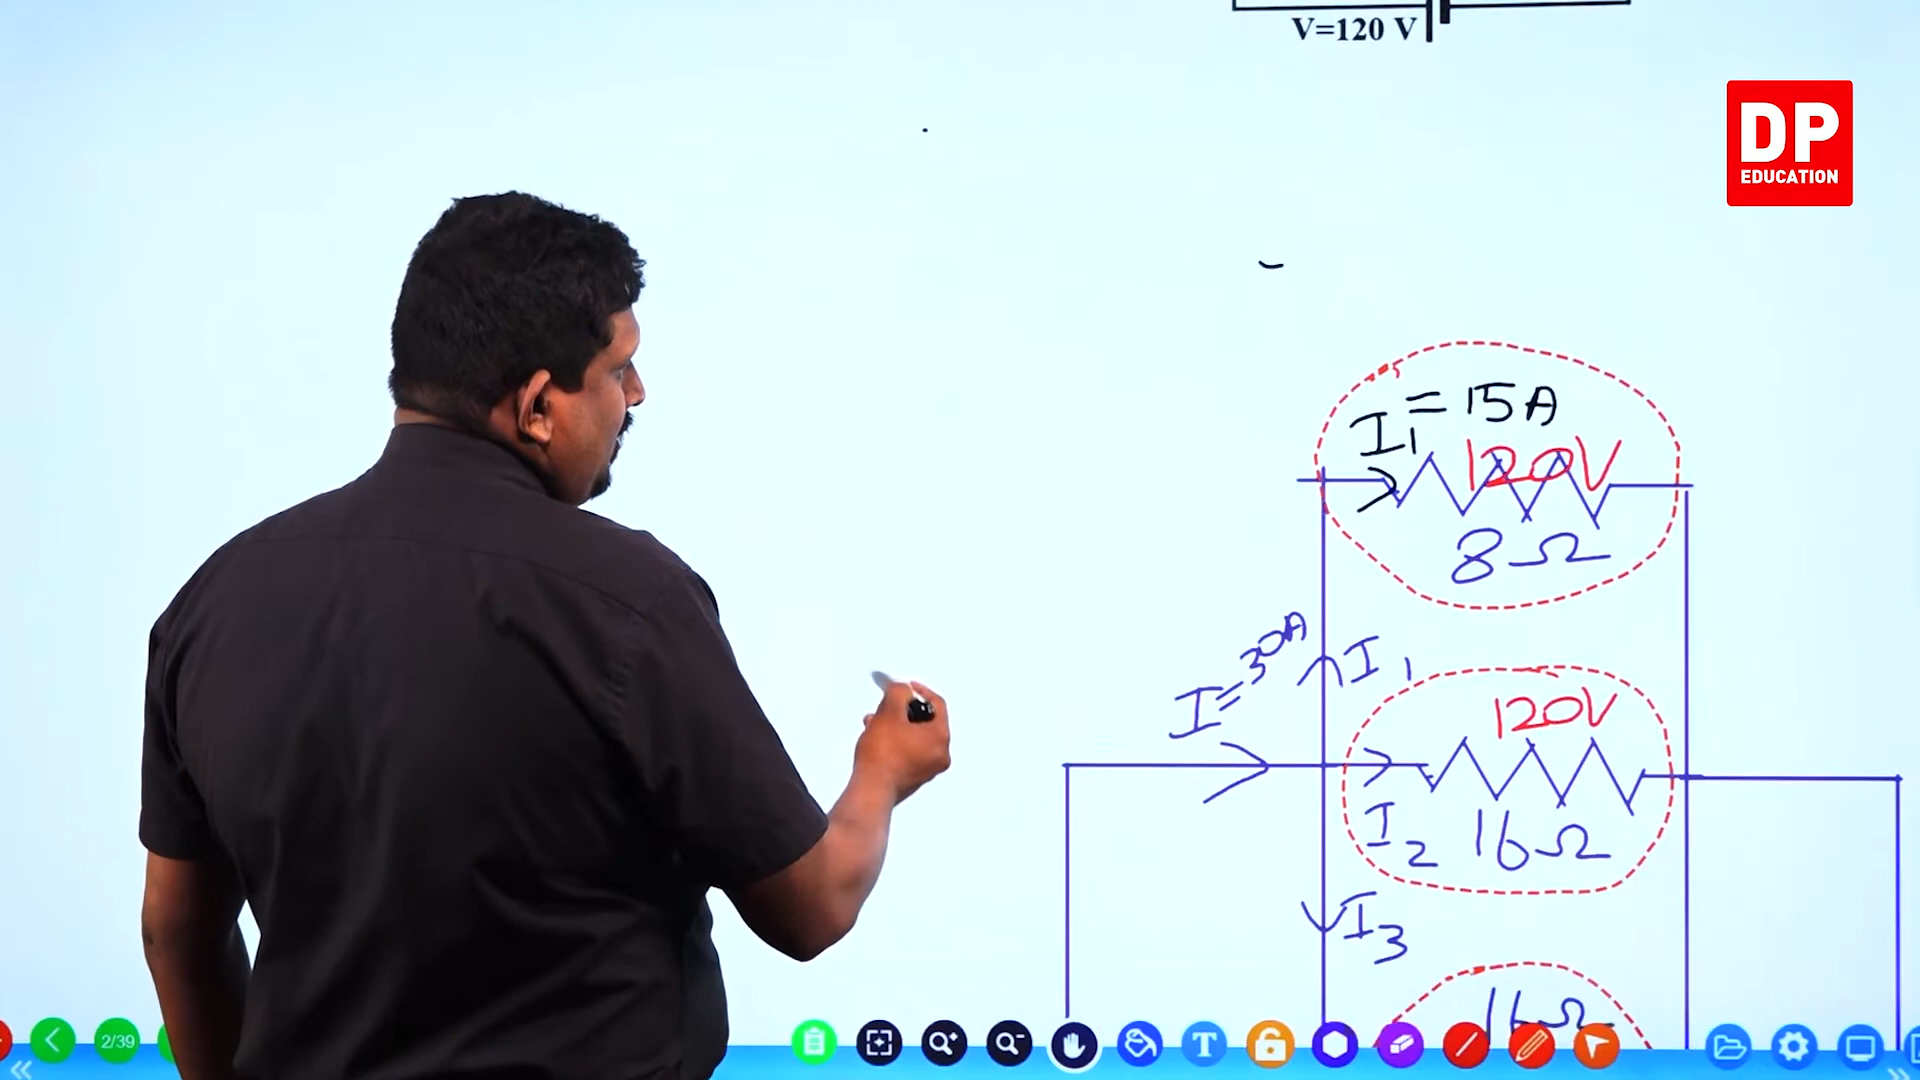 V=120 V
DP
EDUCATION
I₁ = 15A
120V
8Ω
I=30A
I₁
120V
I₂
16Ω
I₃
16Ω
2/39
T